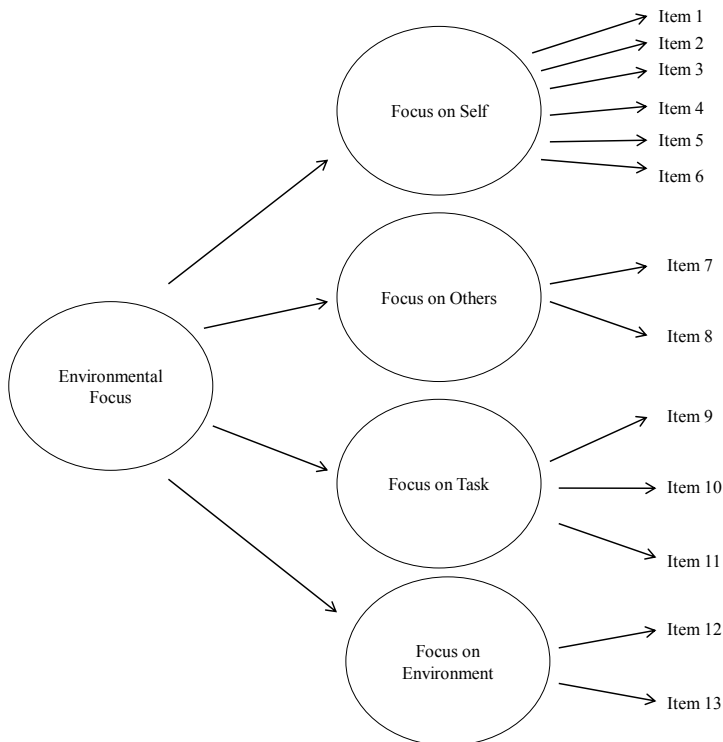 Item 1
Item 2
Item 3
Item 4
Item 5
Item 6
Focus on Self
Item 7
Focus on Others
Item 8
Environmental
Focus
Item 9
Focus on Task
Item 10
Item 11
Item 12
Focus on
Environment
Item 13